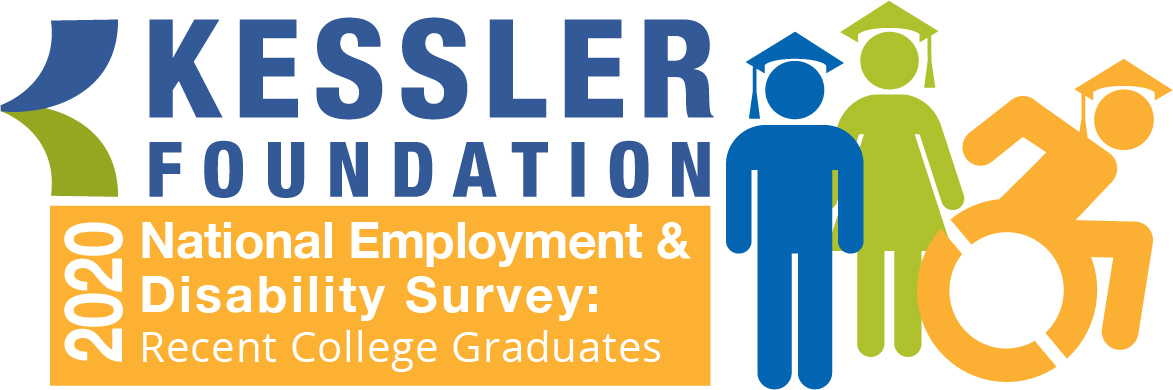 KESSLER
FOUNDATION
2020
National Employment &
Disability Survey:
Recent College Graduates